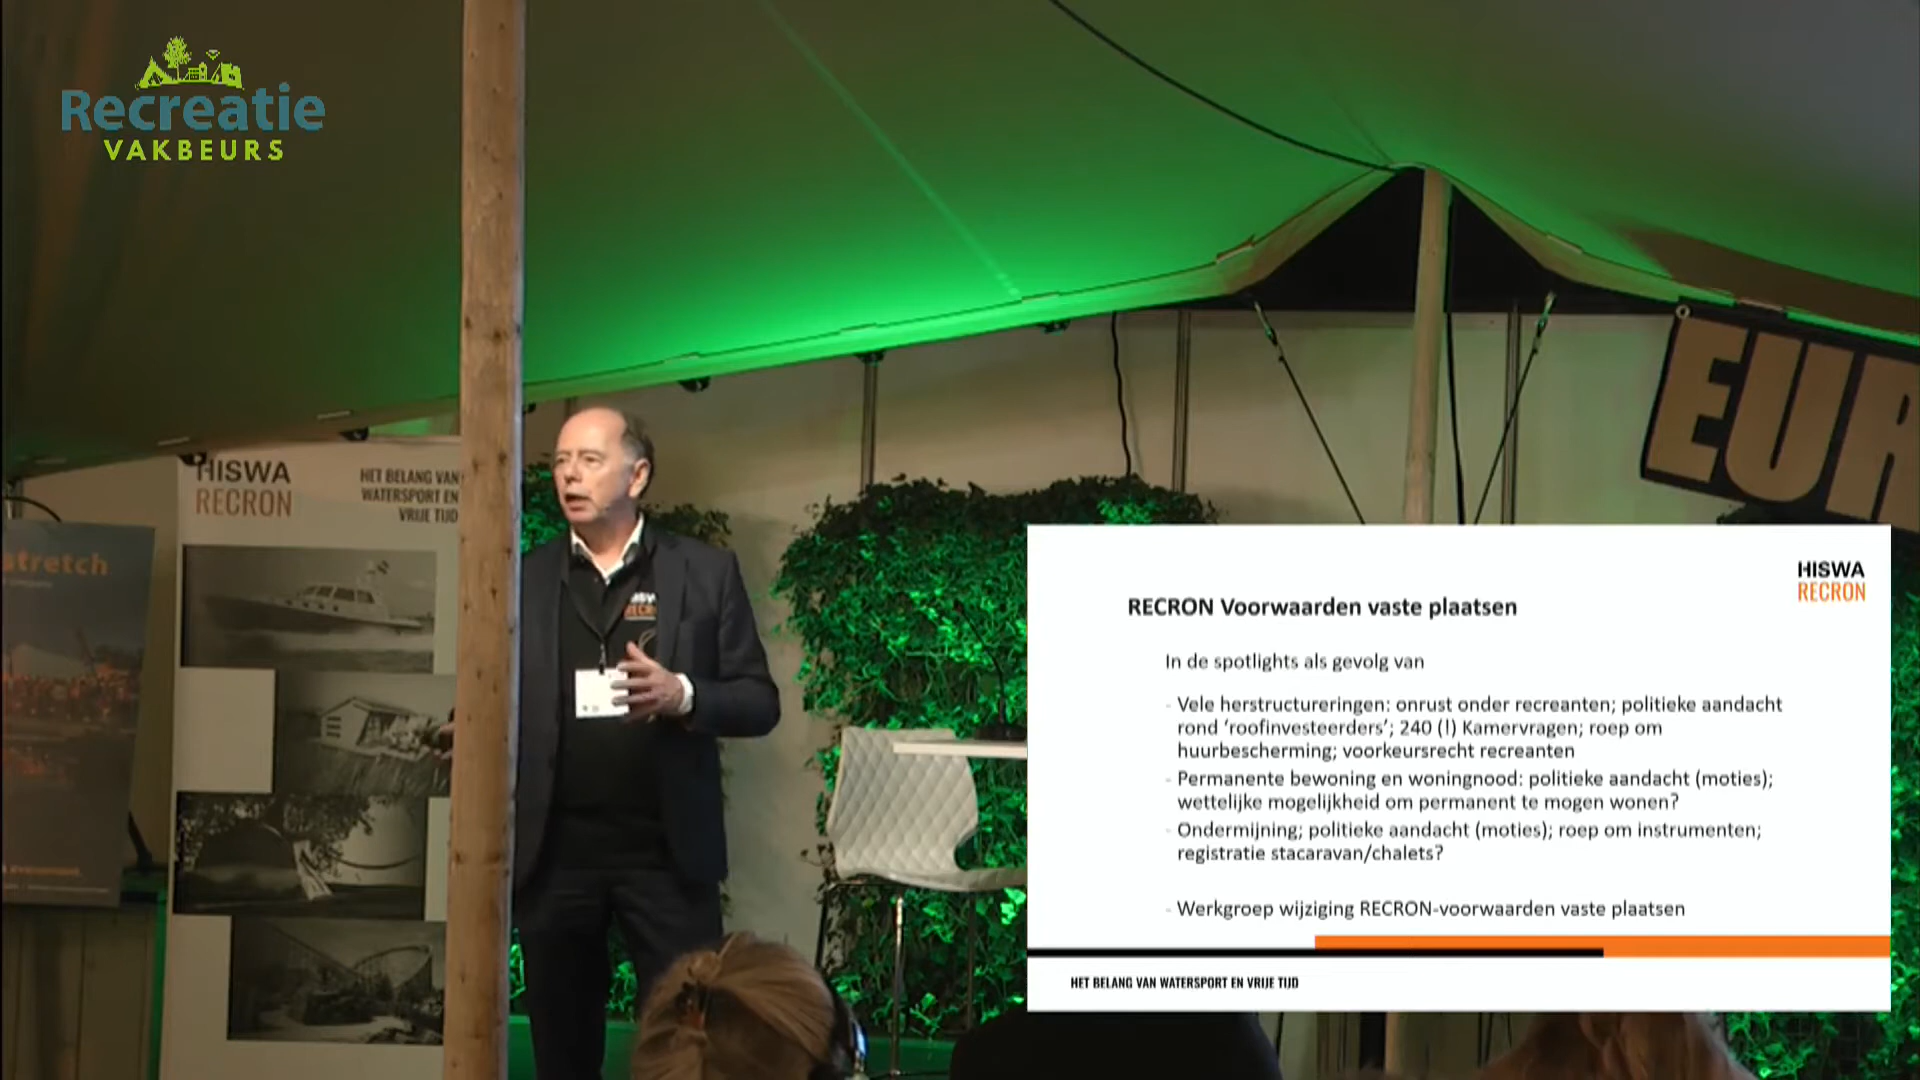 Recreatie
VAKBEURS
HISWA
RECRON
HET BELANG VAN
WATERSPORT EN
VRIJE TIJD
stretch
EUR
HISWA
RECRON
HISWA
RECRON
RECRON Voorwaarden vaste plaatsen
In de spotlights als gevolg van
- Vele herstructureringen: onrust onder recreanten; politieke aandacht
rond ‘roofinvesteerders’; 240 (!) Kamervragen; roep om
huurbescherming; voorkeursrecht recreanten
- Permanente bewoning en woningnood: politieke aandacht (moties);
wettelijke mogelijkheid om permanent te mogen wonen?
- Ondermijning; politieke aandacht (moties); roep om instrumenten;
registratie stacaravan/chalets?
- Werkgroep wijziging RECRON-voorwaarden vaste plaatsen
HET BELANG VAN WATERSPORT EN VRIJE TIJD